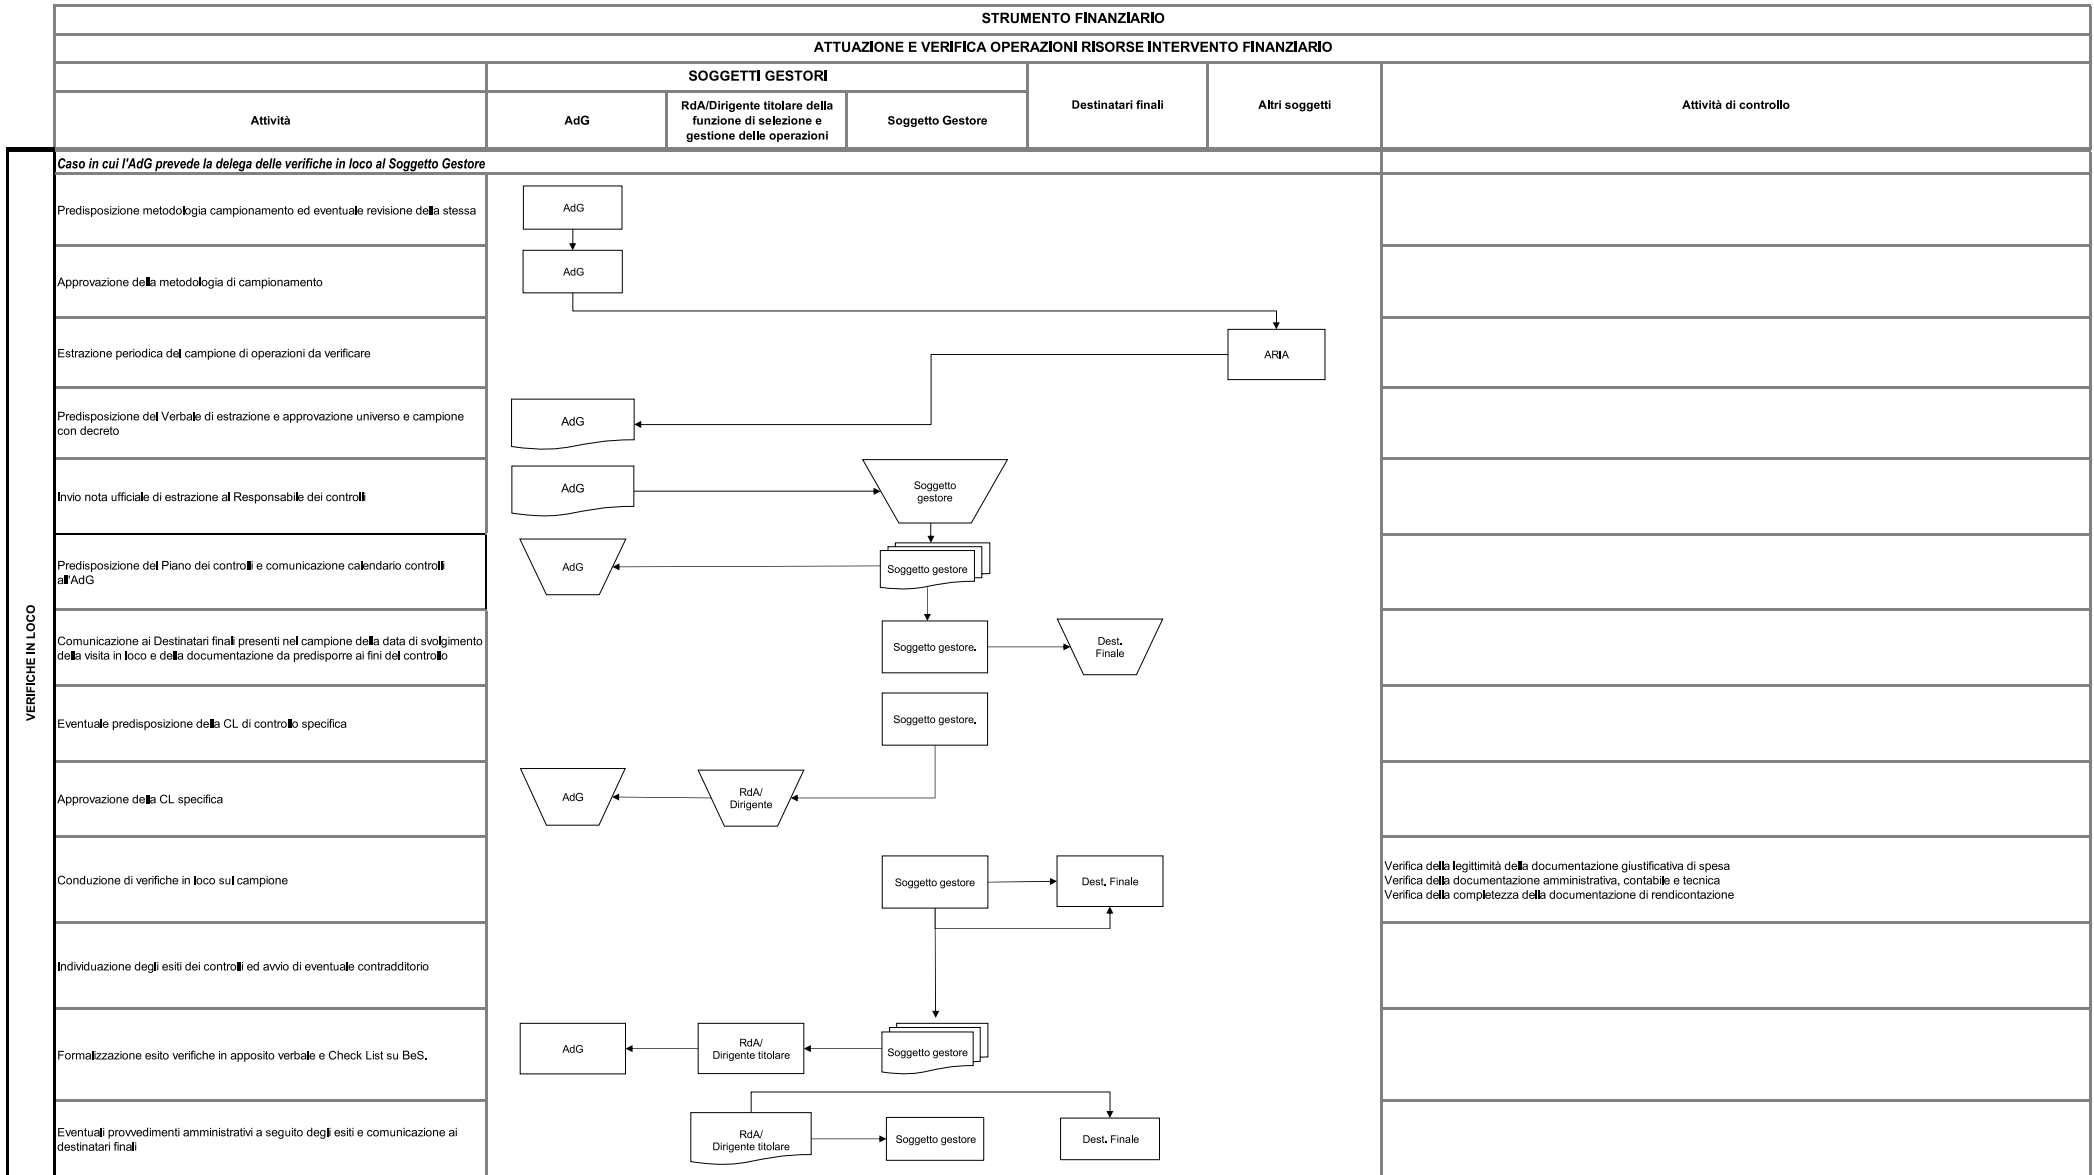 STRUMENTO FINANZIARIO
ATTUAZIONE E VERIFICA OPERAZIONI RISORSE INTERVENTO FINANZIARIO
SOGGETTI GESTORI
Attività
AdG
RdA/Dirigente titolare della
funzione di selezione e
gestione delle operazioni
Soggetto Gestore
Destinatari finali
Altri soggetti
Attività di controllo
VERIFICHE IN LOCO
Caso in cui l'AdG prevede la delega delle verifiche in loco al Soggetto Gestore
Predisposizione metodologia campionamento ed eventuale revisione della stessa
AdG
Approvazione della metodologia di campionamento
AdG
Estrazione periodica del campione di operazioni da verificare
ARIA
Predisposizione del Verbale di estrazione e approvazione universo e campione
con decreto
AdG
Invio nota ufficiale di estrazione al Responsabile dei controlli
AdG
Soggetto
gestore
Predisposizione del Piano dei controlli e comunicazione calendario controlli
all'AdG
AdG
Soggetto gestore
Comunicazione ai Destinatari finali presenti nel campione della data di svolgimento
della visita in loco e della documentazione da predisporre ai fini del controllo
Soggetto gestore.
Dest.
Finale
Eventuale predisposizione della CL di controllo specifica
Soggetto gestore.
Approvazione della CL specifica
AdG
RdA/
Dirigente
Conduzione di verifiche in loco sul campione
Soggetto gestore
Dest. Finale
Verifica della legittimità della documentazione giustificativa di spesa
Verifica della documentazione amministrativa, contabile e tecnica
Verifica della completezza della documentazione di rendicontazione
Individuazione degli esiti dei controlli ed avvio di eventuale contradditorio
Formalizzazione esito verifiche in apposito verbale e Check List su BeS.
AdG
RdA/
Dirigente titolare
Soggetto gestore
Eventuali provvedimenti amministrativi a seguito degli esiti e comunicazione ai
destinatari finali
RdA/
Dirigente titolare
Soggetto gestore
Dest. Finale